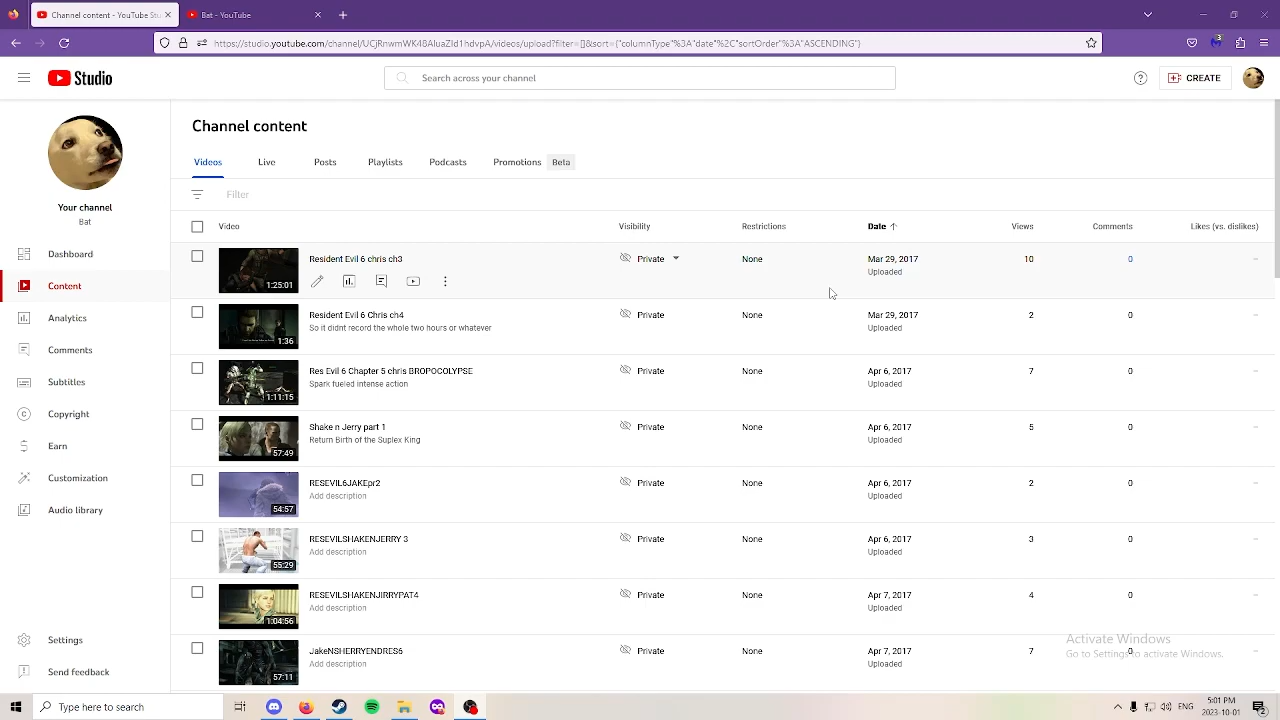 Channel content - YouTube Stu
Bat - YouTube
https://studio.youtube.com/channel/UCjRnwmWK48AluaZId1hdvpA/videos/upload?filter=[]&sort={"columnType"%3A"date"%2C"sortOrder"%3A"ASCENDING"}
3
Studio
Search across your channel
CREATE
Your channel
Bat
Dashboard
Content
Analytics
Comments
Subtitles
Copyright
Earn
Customization
Audio library
Settings
Send feedback
Channel content
Videos Live Posts Playlists Podcasts Promotions Beta
Filter
Video Visibility Restrictions Date Views Comments Likes (vs. dislikes)
1:25:01 Resident Evil 6 chris ch3 Private None Mar 29, 2017 10 0 –
Uploaded
1:36 Resident Evil 6 Chris ch4 Private None Mar 29, 2017 2 0 –
So it didnt record the whole two hours or whatever Uploaded
1:11:15 Res Evil 6 Chapter 5 chris BROPOCOLYPSE Private None Apr 6, 2017 7 0 –
Spark fueled intense action Uploaded
57:49 Shake n Jerry part 1 Private None Apr 6, 2017 5 0 –
Return Birth of the Suplex King Uploaded
54:57 RESEVIL6JAKEpr2 Private None Apr 6, 2017 2 0 –
Add description Uploaded
55:29 RESEVILSHAKENJERRY 3 Private None Apr 6, 2017 3 0 –
Add description Uploaded
1:04:56 RESEVILSHAKENJIRRYPAT4 Private None Apr 7, 2017 4 0 –
Add description Uploaded
57:11 JakeNSHERRYENDRES6 Private None Apr 7, 2017 7 0 –
Add description Uploaded
Activate Windows
Go to Settings to activate Windows.
Type here to search
ENG
5:01 PM
2023-10-01
2